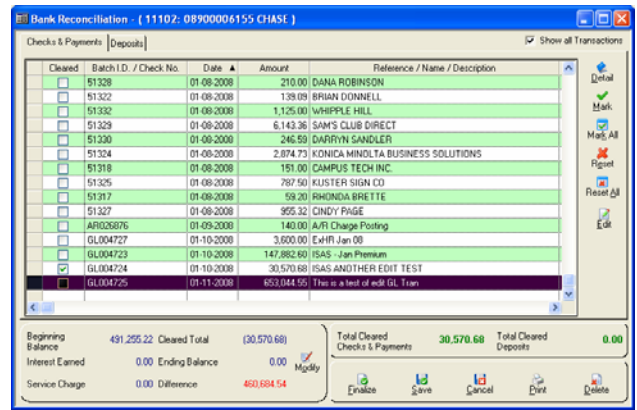 Bank Reconciliation - ( 11102: 08900006155 CHASE )
Checks & Payments Deposits Show all Transactions
Cleared Batch I.D. / Check No. Date Amount Reference / Name / Description
51328 01-08-2008 210.00 DANA ROBINSON
51322 01-08-2008 139.09 BRIAN DONNELL
51332 01-08-2008 1,125.00 WHIPPLE HILL
51329 01-08-2008 6,143.36 SAM'S CLUB DIRECT
51330 01-08-2008 246.59 DARRYN SANDLER
51324 01-08-2008 2,874.73 KONICA MINOLTA BUSINESS SOLUTIONS
51318 01-08-2008 151.00 CAMPUS TECH INC.
51325 01-08-2008 787.50 KUSTER SIGN CO
51317 01-08-2008 59.20 RHONDA BRETTE
51327 01-08-2008 955.32 CINDY PAGE
AR026876 01-09-2008 140.00 A/R Charge Posting
GL004727 01-10-2008 3,600.00 ExHR Jan 08
GL004723 01-10-2008 147,882.60 ISAS - Jan Premium
GL004724 01-10-2008 30,570.68 ISAS ANOTHER EDIT TEST
GL004725 01-11-2008 653,044.55 This is a test of edit GL Tran
Detail
Mark
Mark All
Reset
Reset All
Edit
Beginning Balance 491,255.22 Cleared Total (30,570.68)
Interest Earned 0.00 Ending Balance 0.00 Modify
Service Charge 0.00 Difference 460,684.54
Total Cleared Checks & Payments 30,570.68 Total Cleared Deposits 0.00
Finalize Save Cancel Print Delete